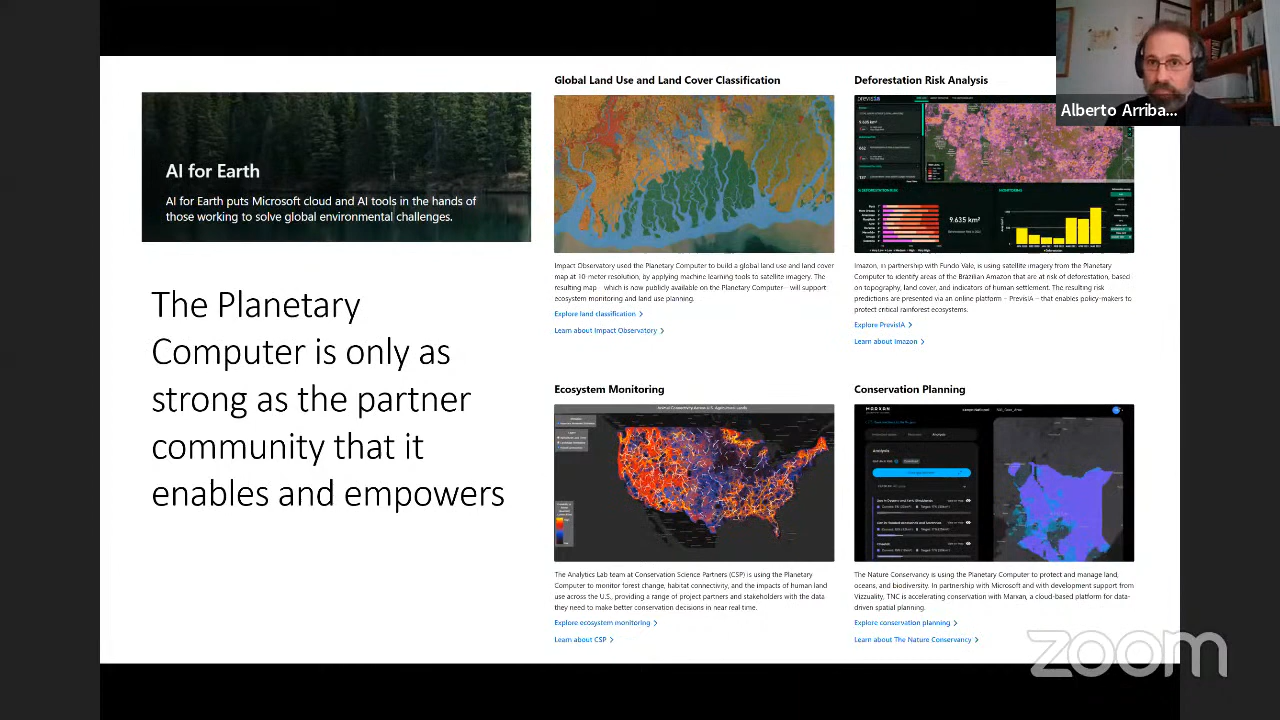 AI for Earth
AI for Earth puts Microsoft cloud and AI tools in the hands of
those working to solve global environmental challenges.
The Planetary
Computer is only as
strong as the partner
community that it
enables and empowers
Global Land Use and Land Cover Classification
Impact Observatory used the Planetary Computer to build a global land use and land cover
map at 10-meter resolution, by applying machine learning tools to satellite imagery. The
resulting map – which is now publicly available on the Planetary Computer – will support
ecosystem monitoring and land use planning.
Explore land classification >
Learn about Impact Observatory >
Deforestation Risk Analysis
previsia
9.635 km²
Imazon, in partnership with Fundo Vale, is using satellite imagery from the Planetary
Computer to identify areas of the Brazilian Amazon that are at risk of deforestation, based
on topography, land cover, and indicators of human settlement. The resulting risk
predictions are presented via an online platform – PrevisIA – that enables policy-makers to
protect critical rainforest ecosystems.
Explore PrevisIA >
Learn about Imazon >
Ecosystem Monitoring
Animal Connectivity across U.S. Agricultural Lands
The Analytics Lab team at Conservation Science Partners (CSP) is using the Planetary
Computer to monitor forest change, habitat connectivity, and the impacts of human land
use across the U.S., providing a range of project partners and stakeholders with the data
they need to make better conservation decisions in near real time.
Explore ecosystem monitoring >
Learn about CSP >
Conservation Planning
MARXAN
Analysis
Analysis
The Nature Conservancy is using the Planetary Computer to protect and manage land,
oceans, and biodiversity. In partnership with Microsoft and with development support from
Vizzuality, TNC is accelerating conservation with Marxan, a cloud-based platform for data-
driven spatial planning.
Explore conservation planning >
Learn about The Nature Conservancy >
Alberto Arriba...
zoom